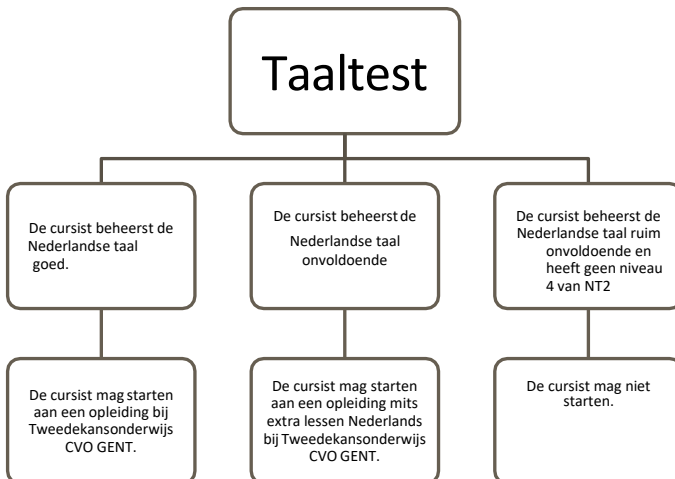 Taaltest
De cursist beheerst de
Nederlandse taal
goed.
De cursist beheerst de
Nederlandse taal
onvoldoende
De cursist beheerst de
Nederlandse taal ruim
onvoldoende en
heeft geen niveau
4 van NT2
De cursist mag starten
aan een opleiding bij
Tweedekansonderwijs
CVO GENT.
De cursist mag starten
aan een opleiding mits
extra lessen Nederlands
bij Tweedekansonderwijs
CVO GENT.
De cursist mag niet
starten.